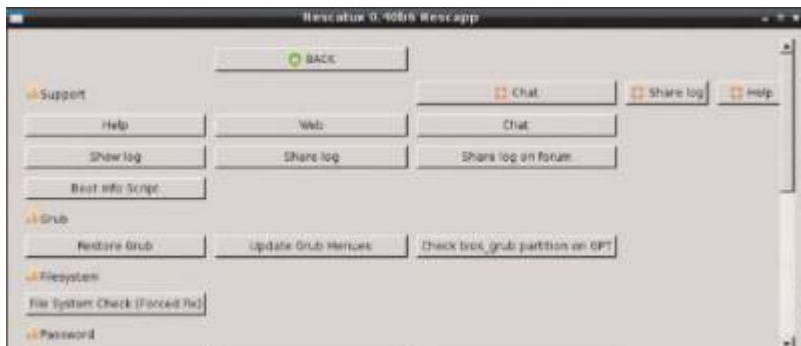 Rescatux 0.40b6 Rescapp
BACK
Support
Chat
Share log
Help
Help
Web
Chat
Show log
Share log
Share log on forum
Boot Info Script
Grub
Restore Grub
Update Grub Menues
Check bios_grub partition on GPT
Filesystem
File System Check (Forced Fix)
Password